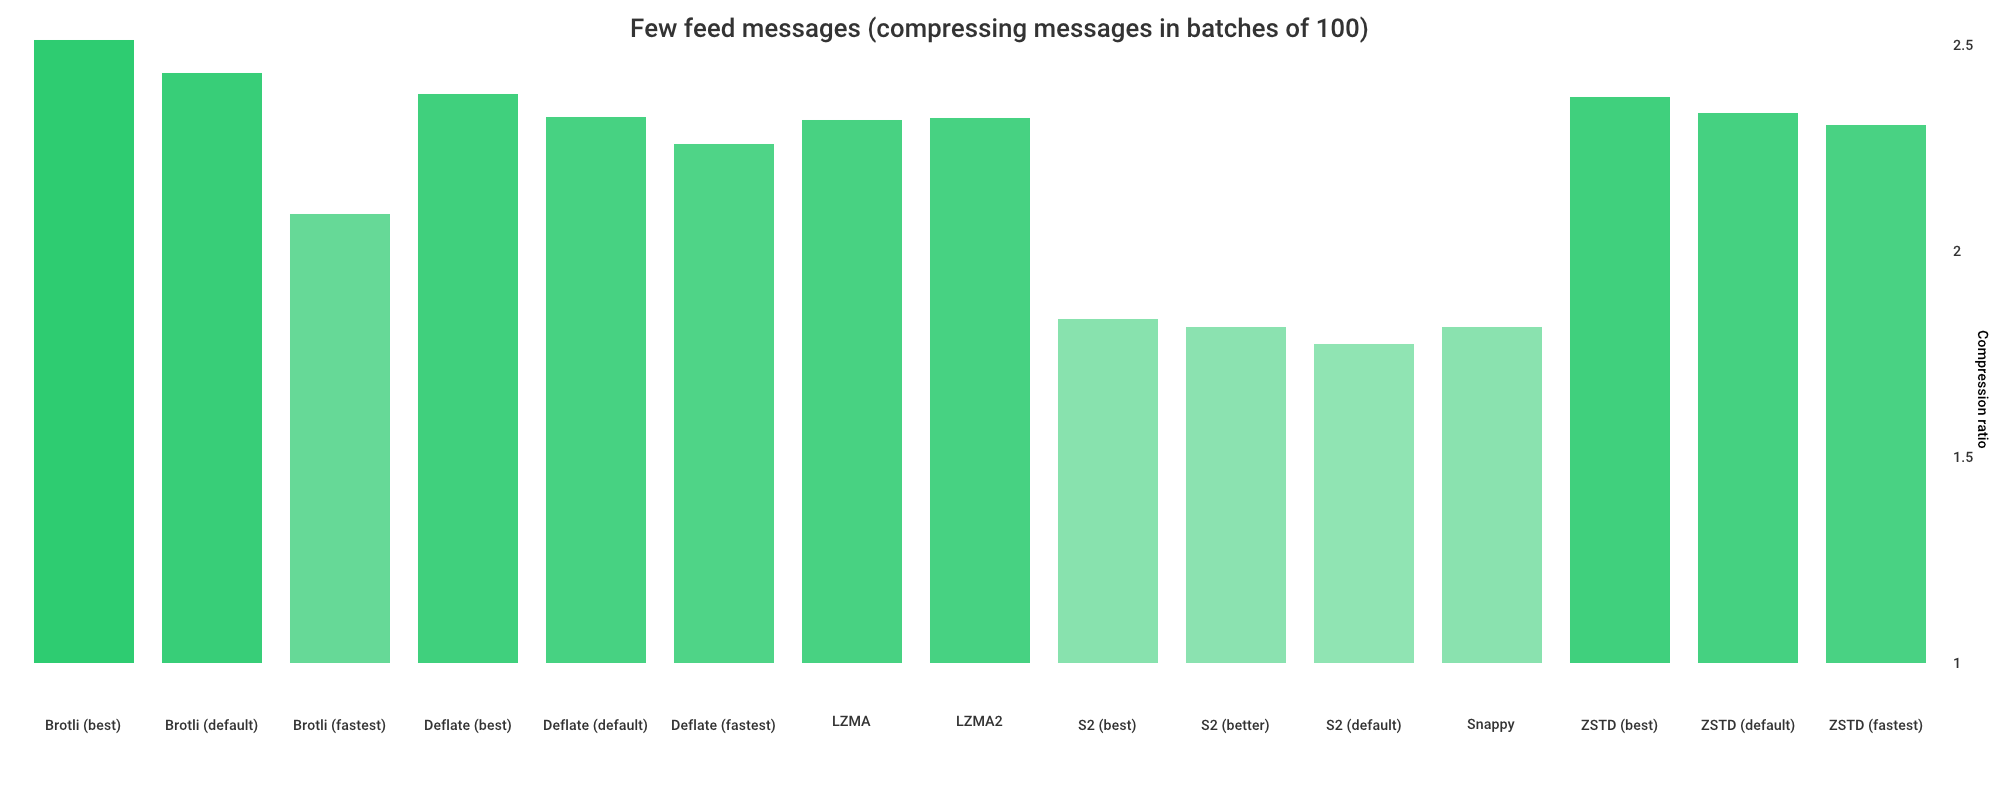 Few feed messages (compressing messages in batches of 100)
2.5
2
1.5
1
Compression ratio
Brotli (best)
Brotli (default)
Brotli (fastest)
Deflate (best)
Deflate (default)
Deflate (fastest)
LZMA
LZMA2
S2 (best)
S2 (better)
S2 (default)
Snappy
ZSTD (best)
ZSTD (default)
ZSTD (fastest)